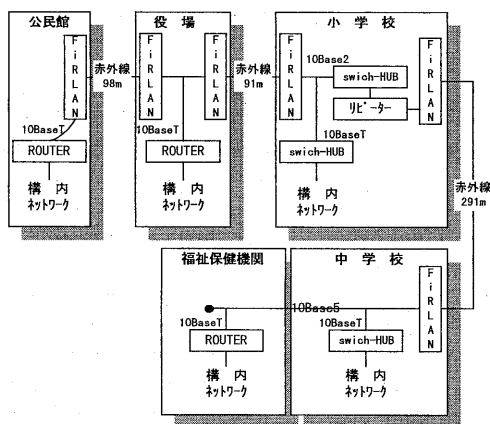 公民館
FiRLAN
10BaseT
ROUTER
構内
ネットワーク
赤外線
98m
役場
FiRLAN
FiRLAN
10BaseT
ROUTER
構内
ネットワーク
赤外線
91m
小学校
FiRLAN
10Base2
swich-HUB
リピーター
FiRLAN
10BaseT
swich-HUB
構内
ネットワーク
赤外線
291m
福祉保健機関
10BaseT
ROUTER
構内
ネットワーク
10Base5
中学校
FiRLAN
10BaseT
swich-HUB
構内
ネットワーク